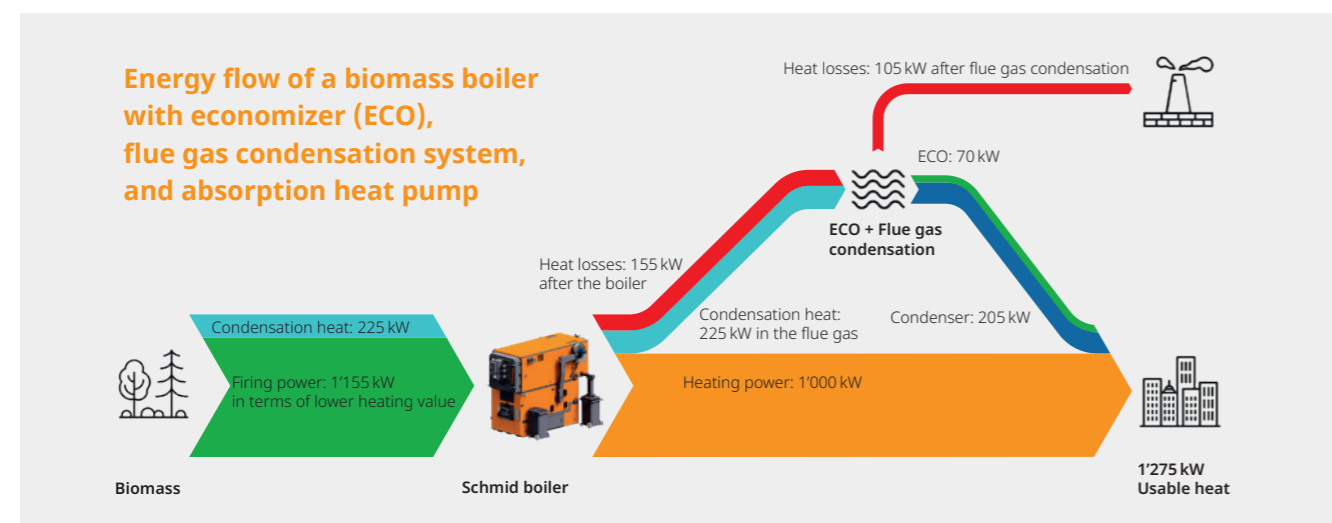 Energy flow of a biomass boiler
with economizer (ECO),
flue gas condensation system,
and absorption heat pump
Heat losses: 105 kW after flue gas condensation
ECO: 70 kW
ECO + Flue gas
condensation
Heat losses: 155 kW
after the boiler
Condensation heat:
225 kW in the flue gas
Condenser: 205 kW
Condensation heat: 225 kW
Firing power: 1'155 kW
in terms of lower heating value
Heating power: 1'000 kW
Biomass
Schmid boiler
1'275 kW
Usable heat